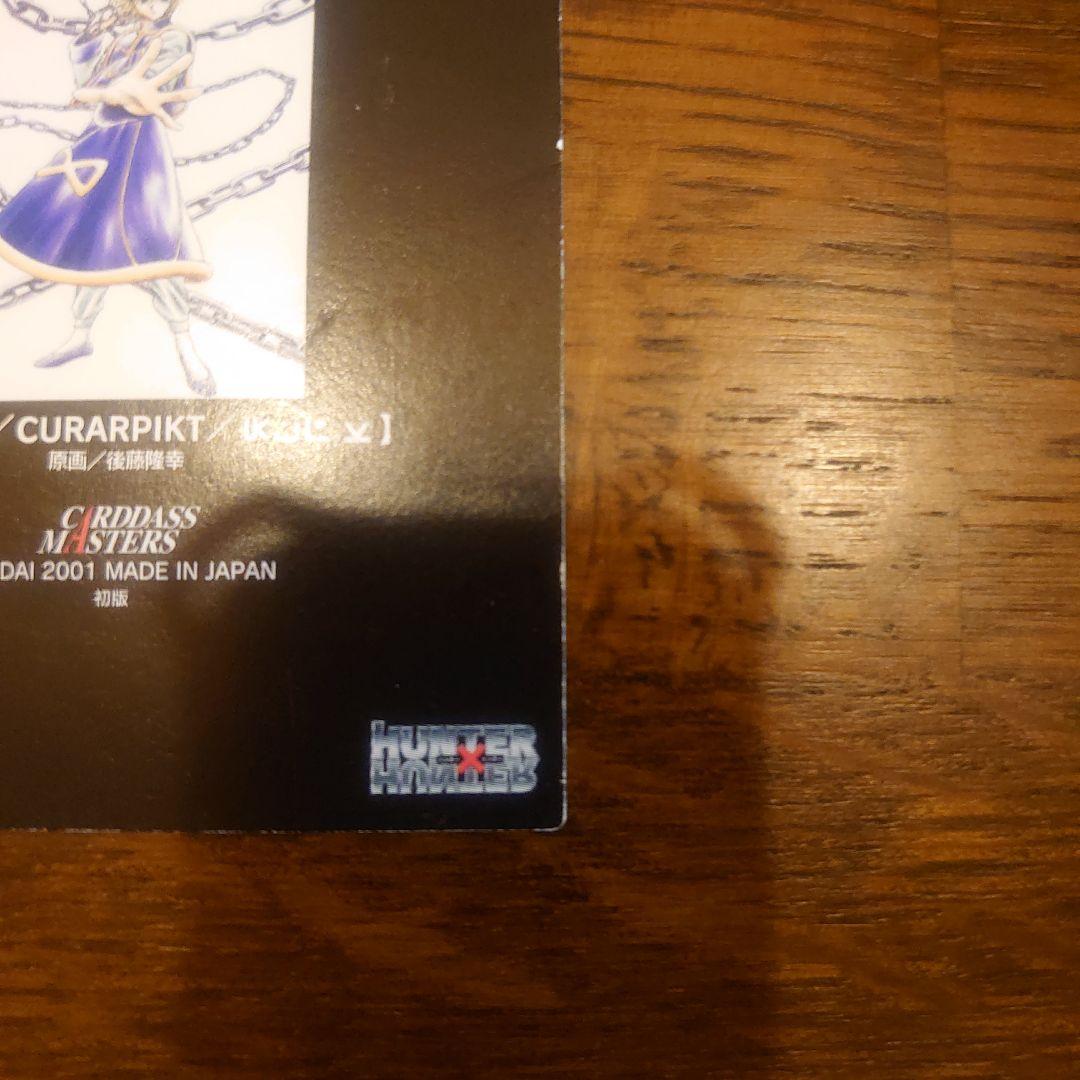 ／CURARPIKT／
原画／後藤隆幸
CARDDASS
MASTERS
DAI 2001 MADE IN JAPAN
初版
HUNTER
×
HUNTER